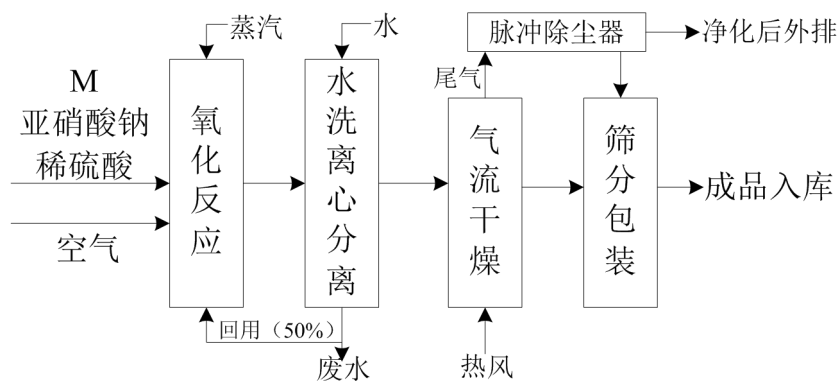 蒸汽
水
脉冲除尘器
净化后外排
尾气
M
亚硝酸钠
稀硫酸
空气
氧化反应
水洗离心分离
气流干燥
筛分包装
成品入库
回用（50%）
废水
热风